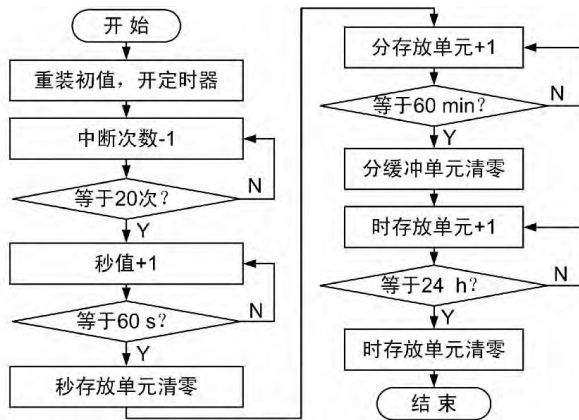 开 始
重装初值，开定时器
中断次数-1
等于20次？
N
Y
秒值+1
等于60 s？
N
Y
秒存放单元清零
分存放单元+1
等于60 min？
N
Y
分缓冲单元清零
时存放单元+1
等于24 h？
N
Y
时存放单元清零
结 束